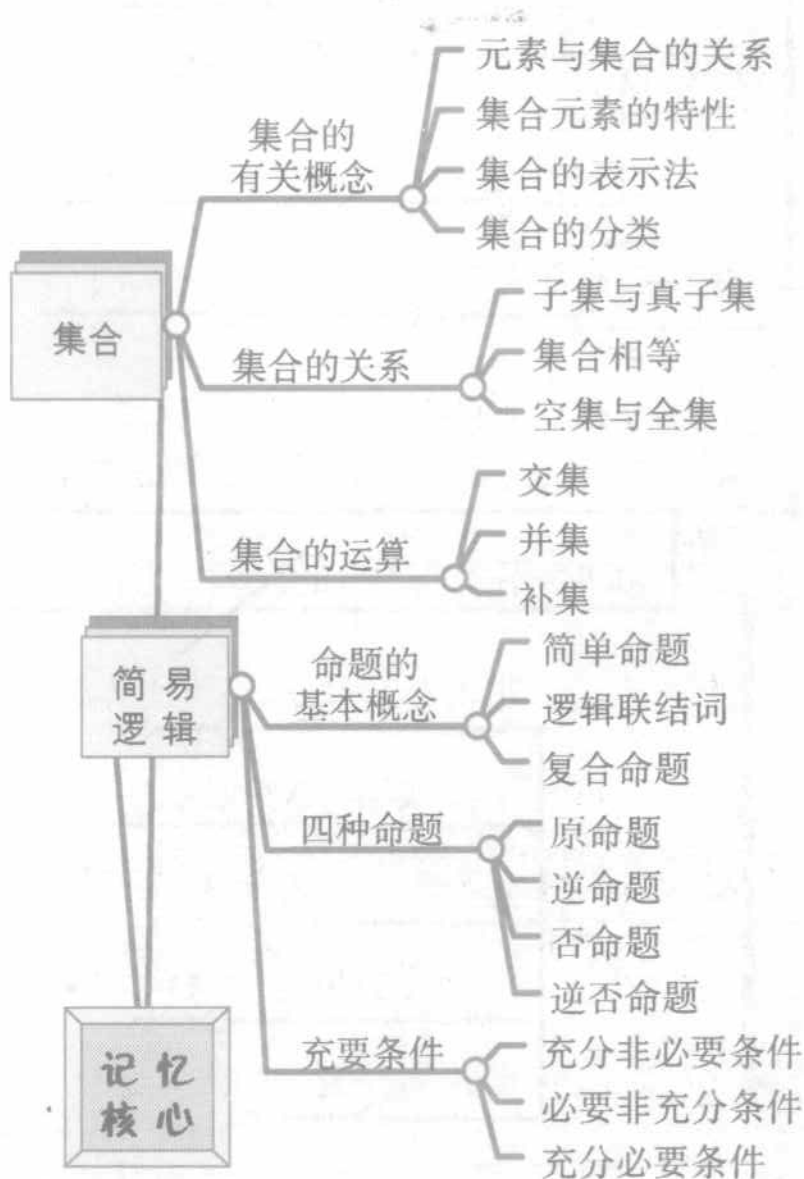 元素与集合的关系
集合元素的特性
集合的
有关概念
集合的表示法
集合的分类
集合
子集与真子集
集合的关系
集合相等
空集与全集
交集
集合的运算
并集
补集
简易
逻辑
命题的
基本概念
简单命题
逻辑联结词
复合命题
四种命题
原命题
逆命题
否命题
逆否命题
记忆
核心
充要条件
充分非必要条件
必要非充分条件
充分必要条件